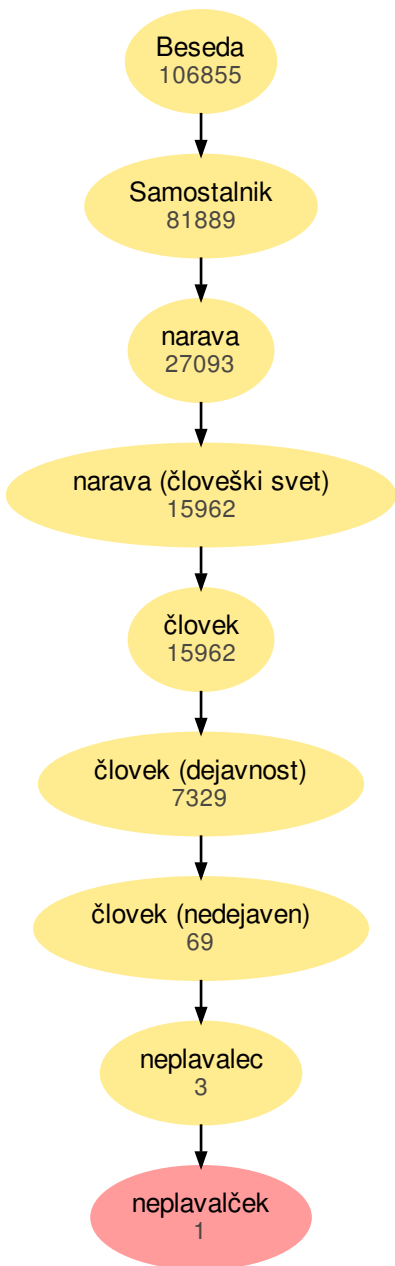 Beseda
106855
Samostalnik
81889
narava
27093
narava (človeški svet)
15962
človek
15962
človek (dejavnost)
7329
človek (nedejaven)
69
neplavalec
3
neplavalček
1